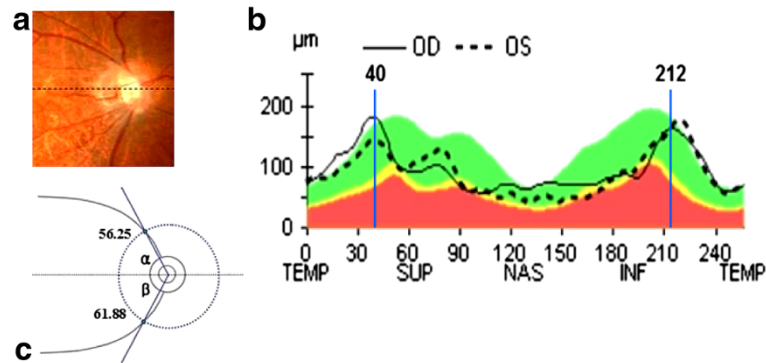 a
b
µm
OD
OS
40
212
200
100
0
0 30 60 90 120 150 180 210 240
TEMP SUP NAS INF TEMP
56.25
α
β
61.88
c